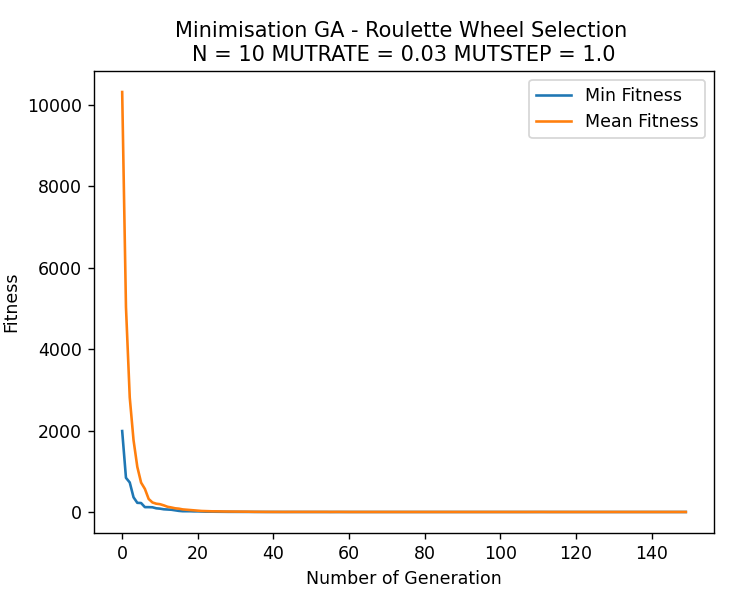 Minimisation GA - Roulette Wheel Selection
N = 10 MUTRATE = 0.03 MUTSTEP = 1.0
Min Fitness
Mean Fitness
10000
8000
6000
4000
2000
0
Fitness
0 20 40 60 80 100 120 140
Number of Generation